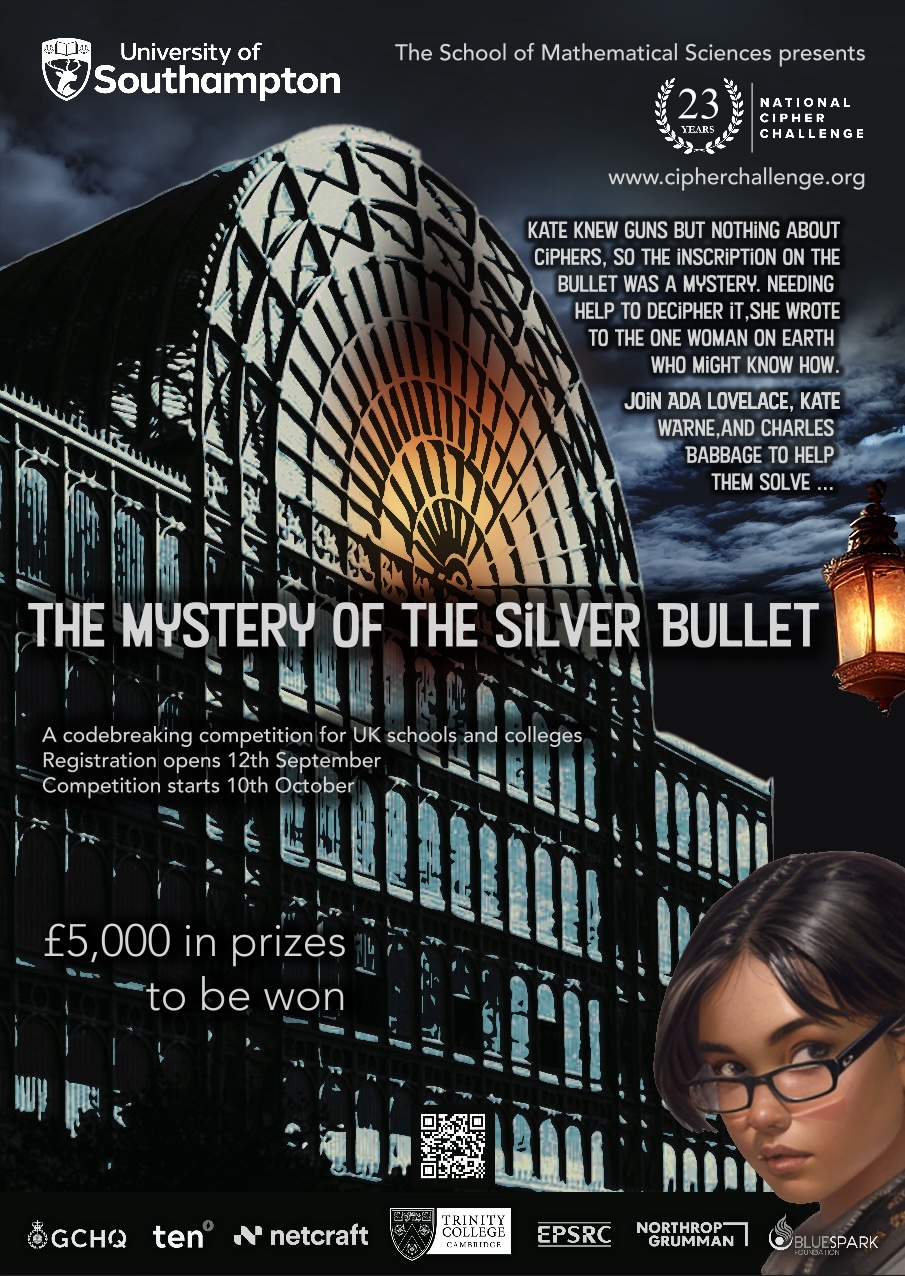 University of
Southampton
The School of Mathematical Sciences presents
23
YEARS
NATIONAL
CIPHER
CHALLENGE
www.cipherchallenge.org
KATE KNEW GUNS BUT NOTHiNG ABOUT
CiPHERS, SO THE iNSCRiPTiON ON THE
BULLET WAS A MYSTERY. NEEDiNG
HELP TO DECiPHER iT,SHE WROTE
TO THE ONE WOMAN ON EARTH
WHO MiGHT KNOW HOW.
JOiN ADA LOVELACE, KATE
WARNE,AND CHARLES
BABBAGE TO HELP
THEM SOLVE ...
THE MYSTERY OF THE SiLVER BULLET
A codebreaking competition for UK schools and colleges
Registration opens 12th September
Competition starts 10th October
£5,000 in prizes
to be won
GCHQ
ten
netcraft
TRINITY
COLLEGE
CAMBRIDGE
EPSRC
NORTHROP
GRUMMAN
BLUESPARK
FOUNDATION